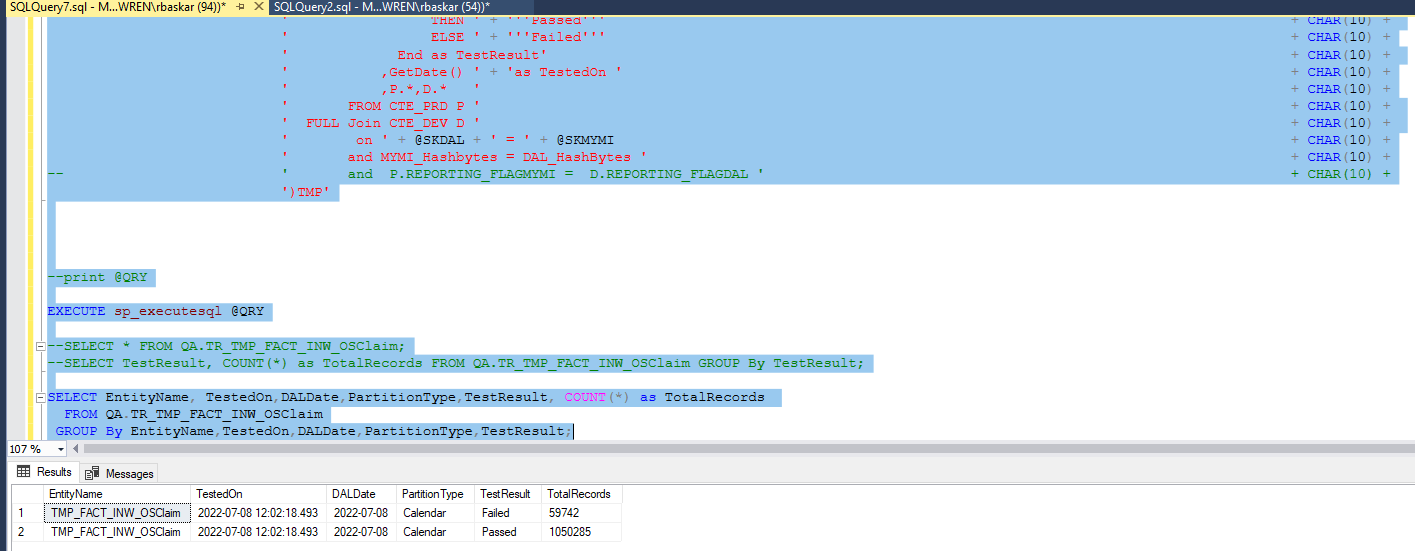 SQLQuery7.sql - M...WREN\rbaskar (94))* SQLQuery2.sql - M...WREN\rbaskar (54))*
' THEN ' + '''Passed''' + CHAR(10) +
' ELSE ' + '''Failed''' + CHAR(10) +
' End as TestResult' + CHAR(10) +
' ,GetDate() ' + 'as TestedOn ' + CHAR(10) +
' ,P.*,D.* ' + CHAR(10) +
' FROM CTE_PRD P ' + CHAR(10) +
' FULL Join CTE_DEV D ' + CHAR(10) +
' on ' + @SKDAL + ' = ' + @SKMYMI + CHAR(10) +
' and MYMI_Hashbytes = DAL_HashBytes ' + CHAR(10) +
-- ' and P.REPORTING_FLAGMYMI = D.REPORTING_FLAGDAL ' + CHAR(10) +
')TMP'
--print @QRY
EXECUTE sp_executesql @QRY
--SELECT * FROM QA.TR_TMP_FACT_INW_OSClaim;
--SELECT TestResult, COUNT(*) as TotalRecords FROM QA.TR_TMP_FACT_INW_OSClaim GROUP By TestResult;
SELECT EntityName, TestedOn,DALDate,PartitionType,TestResult, COUNT(*) as TotalRecords
FROM QA.TR_TMP_FACT_INW_OSClaim
GROUP By EntityName,TestedOn,DALDate,PartitionType,TestResult;
107 %
Results Messages
EntityName TestedOn DALDate PartitionType TestResult TotalRecords
1 TMP_FACT_INW_OSClaim 2022-07-08 12:02:18.493 2022-07-08 Calendar Failed 59742
2 TMP_FACT_INW_OSClaim 2022-07-08 12:02:18.493 2022-07-08 Calendar Passed 1050285